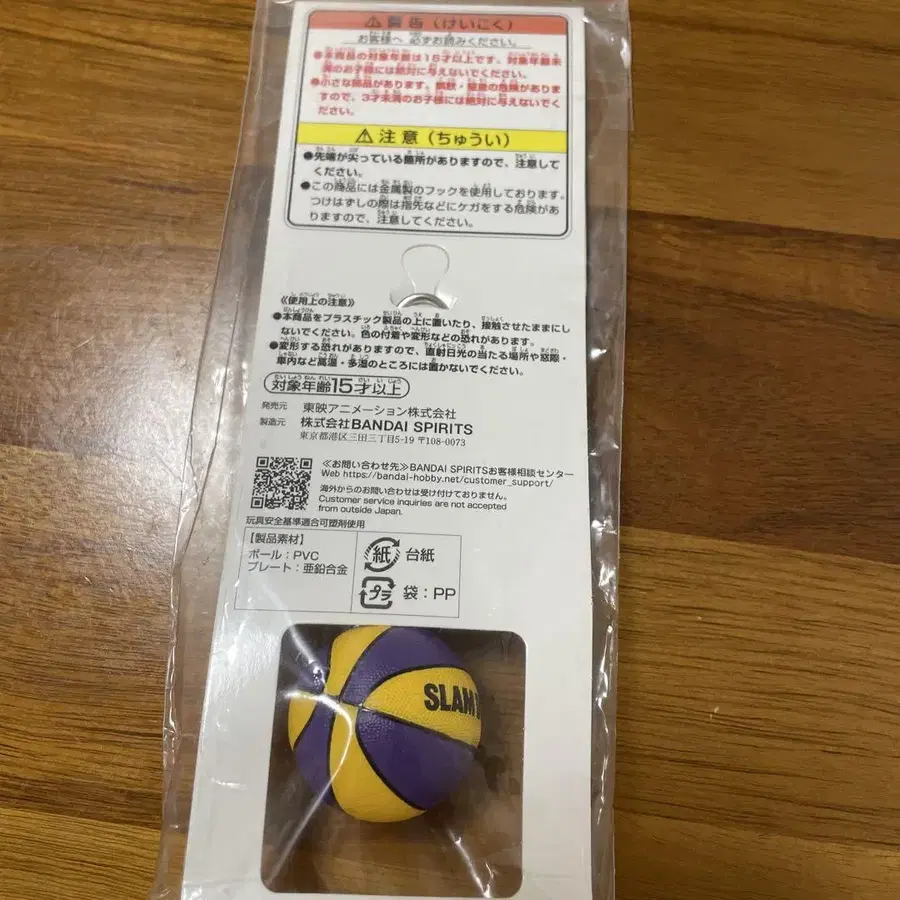 ⚠警告（けいこく）
お客様へ 必ずお読みください。
●本商品の対象年齢は15才以上です。対象年齢未
満のお子様には絶対に与えないでください。
●小さな部品があります。誤飲・窒息の危険がありま
すので、3才未満のお子様には絶対に与えないでくだ
さい。
⚠注意（ちゅうい）
●先端が尖っている箇所がありますので、注意して
ください。
●この商品には金属製のフックを使用しております。
つけはずしの際は指先などにケガをする危険があ
りますので、注意してください。
《使用上の注意》
●本商品をプラスチック製品の上に置いたり、接触させたままにし
ないでください。色の付着や変形などの恐れがあります。
●変形する恐れがありますので、直射日光の当たる場所や窓際・
車内など高温・多湿のところには置かないでください。
対象年齢15才以上
発売元 東映アニメーション株式会社
製造元 株式会社BANDAI SPIRITS
東京都港区三田三丁目5-19 〒108-0073
≪お問い合わせ先≫BANDAI SPIRITSお客様相談センター
Web https://bandai-hobby.net/customer_support/
海外からのお問い合わせは受け付けておりません。
Customer service inquiries are not accepted
from outside Japan.
玩具安全基準適合可塑剤使用
【製品素材】
ボール：PVC
プレート：亜鉛合金
紙 台紙
プラ 袋：PP
SLAM